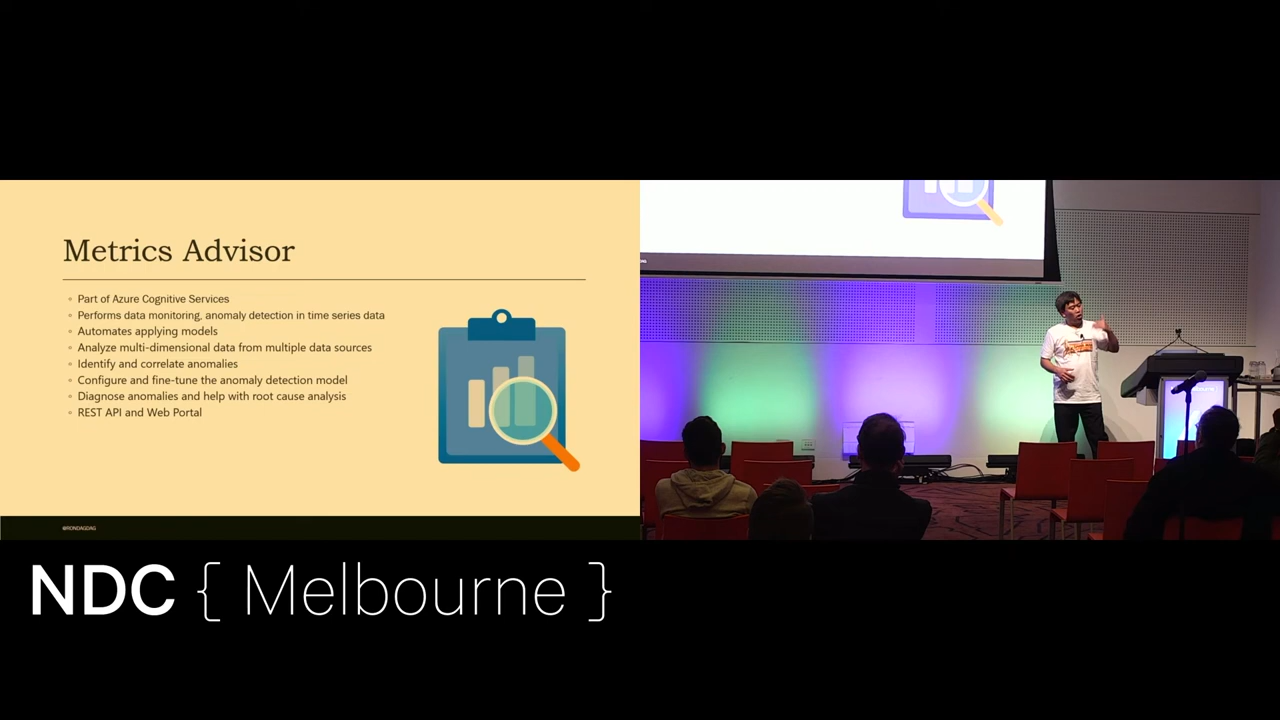 Metrics Advisor
Part of Azure Cognitive Services
Performs data monitoring, anomaly detection in time series data
Automates applying models
Analyze multi-dimensional data from multiple data sources
Identify and correlate anomalies
Configure and fine-tune the anomaly detection model
Diagnose anomalies and help with root cause analysis
REST API and Web Portal
@RONDAGDAG
NDC { Melbourne }